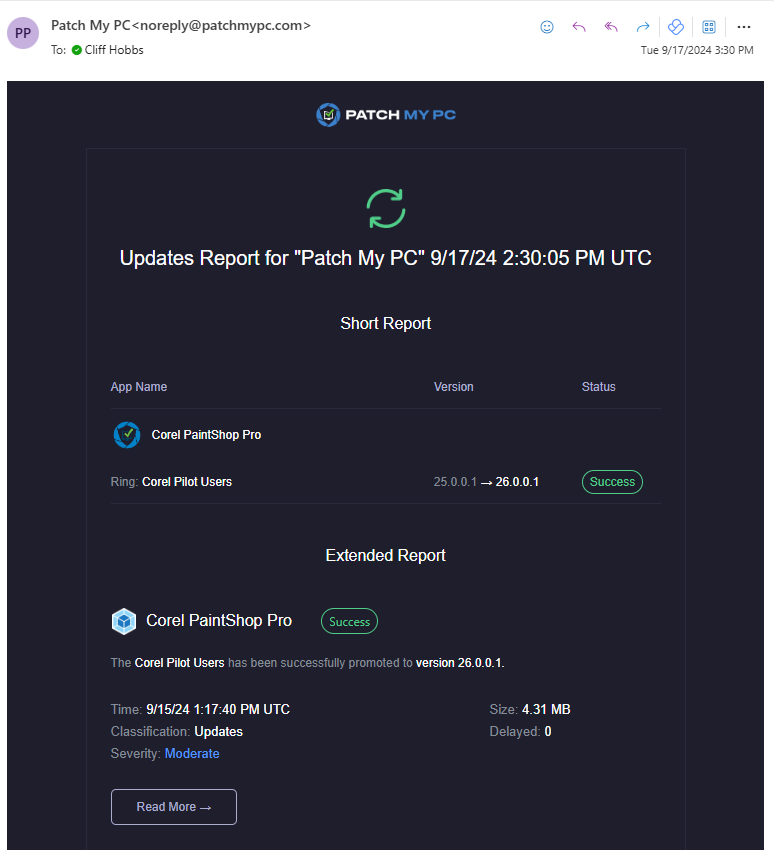 PP
Patch My PC<noreply@patchmypc.com>
To: Cliff Hobbs
Tue 9/17/2024 3:30 PM
PATCH MY PC
Updates Report for "Patch My PC" 9/17/24 2:30:05 PM UTC
Short Report
App Name Version Status
Corel PaintShop Pro
Ring: Corel Pilot Users 25.0.0.1 → 26.0.0.1 Success
Extended Report
Corel PaintShop Pro Success
The Corel Pilot Users has been successfully promoted to version 26.0.0.1.
Time: 9/15/24 1:17:40 PM UTC Size: 4.31 MB
Classification: Updates Delayed: 0
Severity: Moderate
Read More →